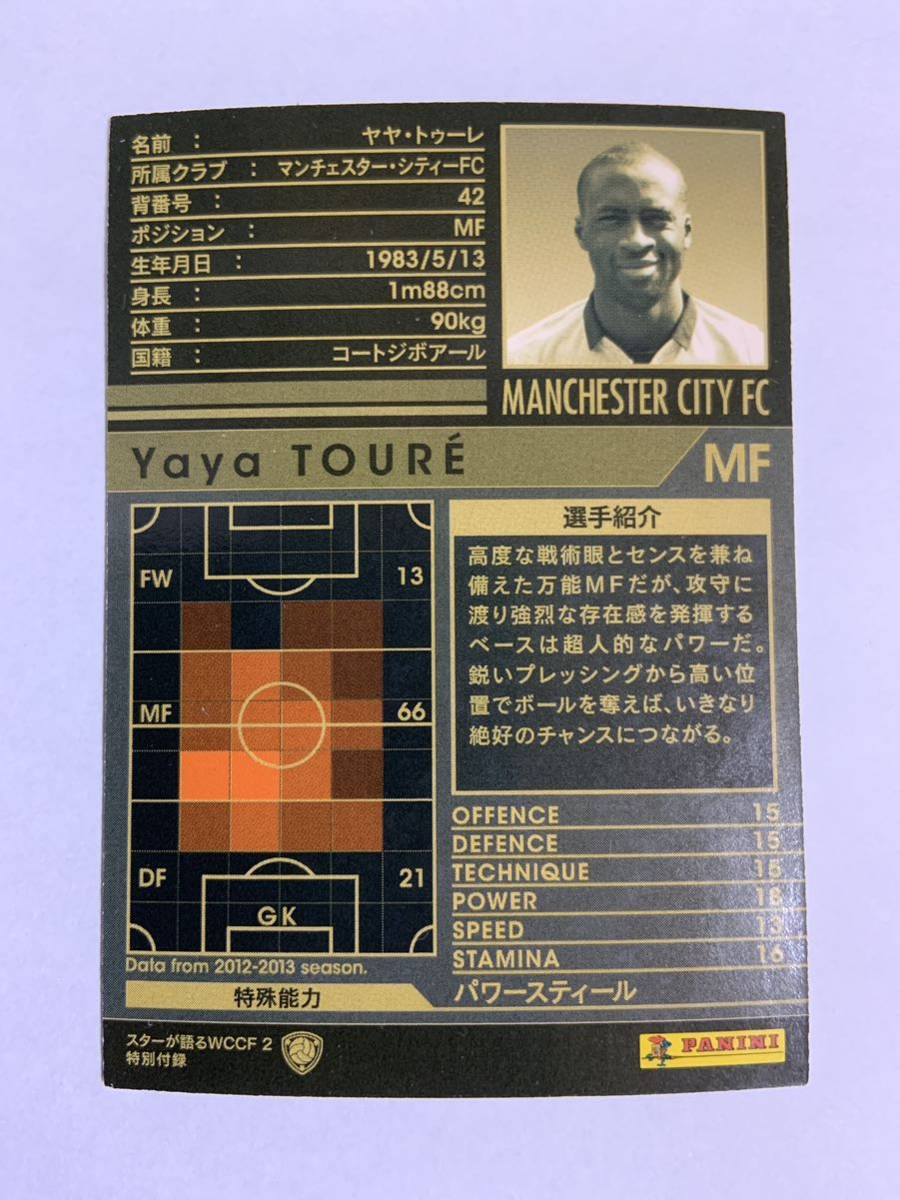 名前 : ヤヤ・トゥーレ
所属クラブ : マンチェスター・シティーFC
背番号 : 42
ポジション : MF
生年月日 : 1983/5/13
身長 : 1m88cm
体重 : 90kg
国籍 : コートジボアール
MANCHESTER CITY FC
Yaya TOURÉ
MF
FW 13
MF 66
DF 21
GK
Data from 2012-2013 season.
選手紹介
高度な戦術眼とセンスを兼ね
備えた万能MFだが、攻守に
渡り強烈な存在感を発揮する
ベースは超人的なパワーだ。
鋭いプレッシングから高い位
置でボールを奪えば、いきなり
絶好のチャンスにつながる。
OFFENCE 15
DEFENCE 15
TECHNIQUE 15
POWER 18
SPEED 13
STAMINA 16
特殊能力
パワースティール
スターが語るWCCF 2
特別付録
PANINI